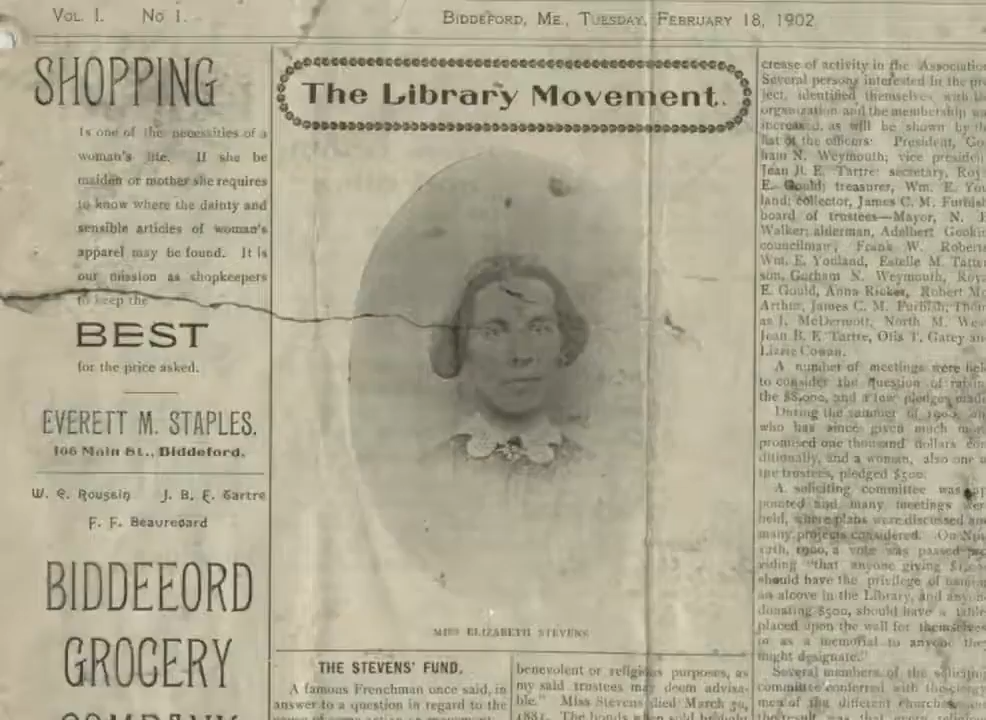 VOL. I. NO 1.
BIDDEFORD, ME., TUESDAY, FEBRUARY 18, 1902
SHOPPING
Is one of the necessities of a
woman's life. If she be
maiden or mother she requires
to know where the dainty and
sensible articles of woman's
apparel may be found. It is
our mission as shopkeepers
to keep the
BEST
for the price asked.
EVERETT M. STAPLES.
106 Main St., Biddeford.
W. E. Roussin J. B. E. Tartre
F. F. Beauregard
BIDDEFORD
GROCERY
COMPANY
The Library Movement.
MISS ELIZABETH STEVENS
THE STEVENS' FUND.
A famous Frenchman once said, in
answer to a question in regard to the
benevolent or religious purposes, as
my said trustees may deem advisa-
ble." Miss Stevens died March 30,
1881. The bonds when sold
crease of activity in the Association
Several persons interested in the
ject, identified themselves with
organization and the membership
increased, as will be shown by
list of the officers: President,
ham N. Weymouth; vice
Jean B. E. Tartre; secretary,
E. Gould; treasurer, Wm. E.
land; collector, James C. M.
board of trustees—Mayor, N.
Walker; alderman, Adelbert
councilman, Frank W.
Wm. E. Youland, Estelle M.
son, Gorham N. Weymouth,
E. Gould, Anna Ricker, Robert
Arthur, James C. M. Furbish,
as J. McDermott, North M.
Jean B. E. Tartre, Otis T. Garey
Lizzie Cowan.
A number of meetings were
to consider the question of
the $8,000, and a few pledges
During the summer of 1900,
who has since given much
promised one thousand dollars
ditionally, and a woman, also one
the trustees, pledged $500.
A soliciting committee was
pointed and many meetings
held, where plans were discussed
many projects considered. On
12th, 1900, a vote was passed
viding "that anyone giving
should have the privilege of
an alcove in the Library, and
donating $500, should have a
placed upon the wall for
or as a memorial to anyone
might designate."
Several members of the
committee conferred with the
men of the different churches,